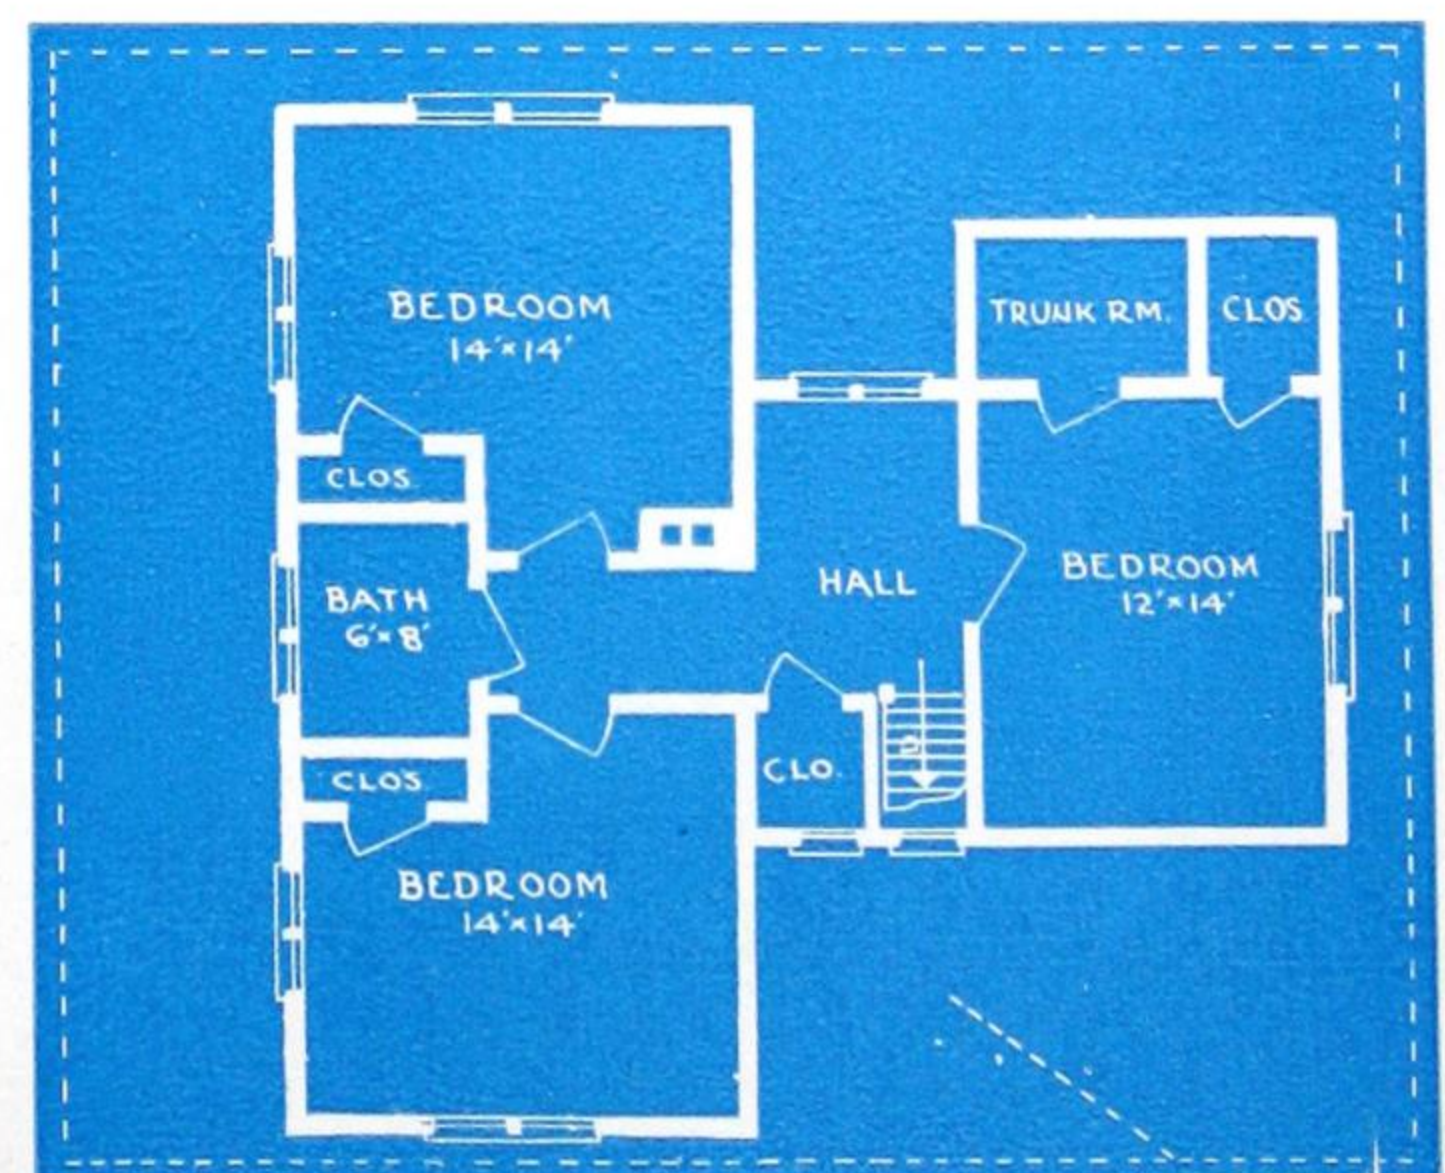 BEDROOM
14'×14'
TRUNK RM.
CLOS.
CLOS.
BATH
6'×8'
HALL
BEDROOM
12'×14'
CLOS.
CLO.
D
BEDROOM
14'×14'